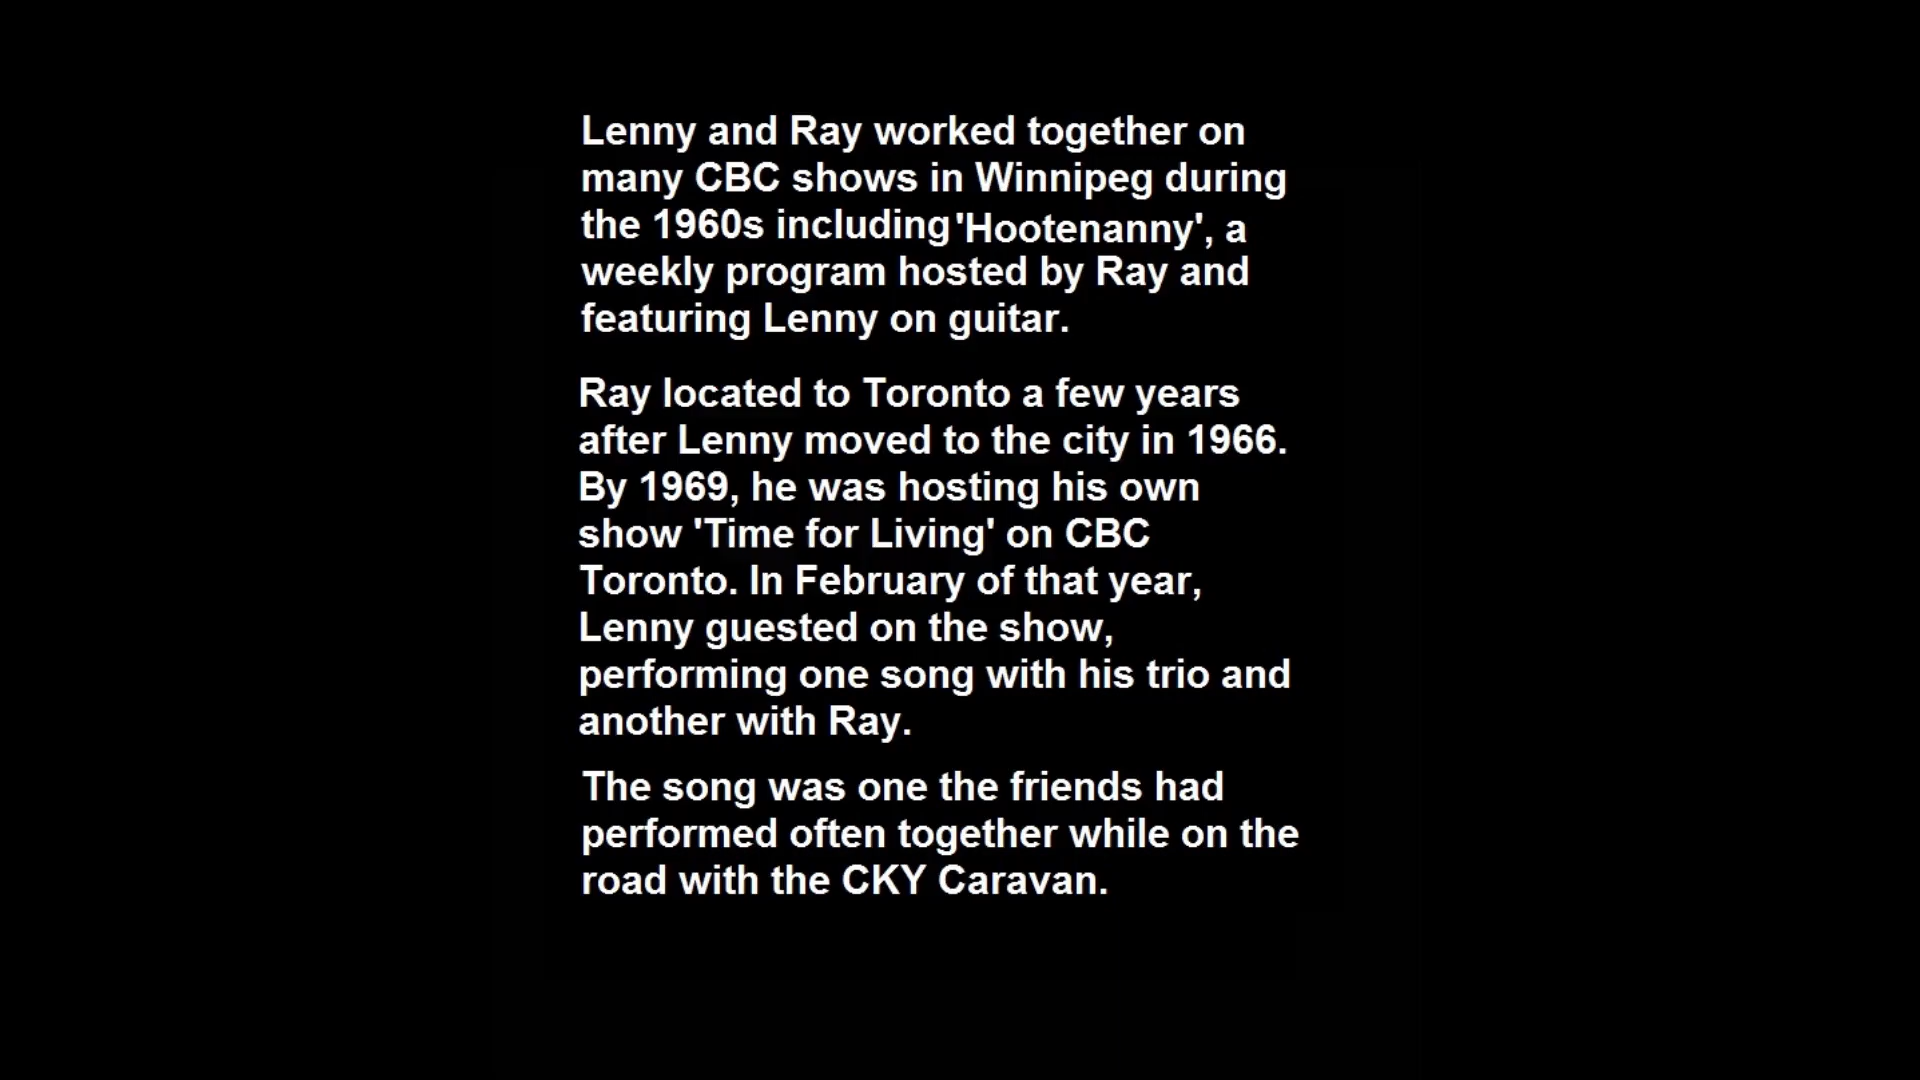 Lenny and Ray worked together on
many CBC shows in Winnipeg during
the 1960s including 'Hootenanny', a
weekly program hosted by Ray and
featuring Lenny on guitar.
Ray located to Toronto a few years
after Lenny moved to the city in 1966.
By 1969, he was hosting his own
show 'Time for Living' on CBC
Toronto. In February of that year,
Lenny guested on the show,
performing one song with his trio and
another with Ray.
The song was one the friends had
performed often together while on the
road with the CKY Caravan.